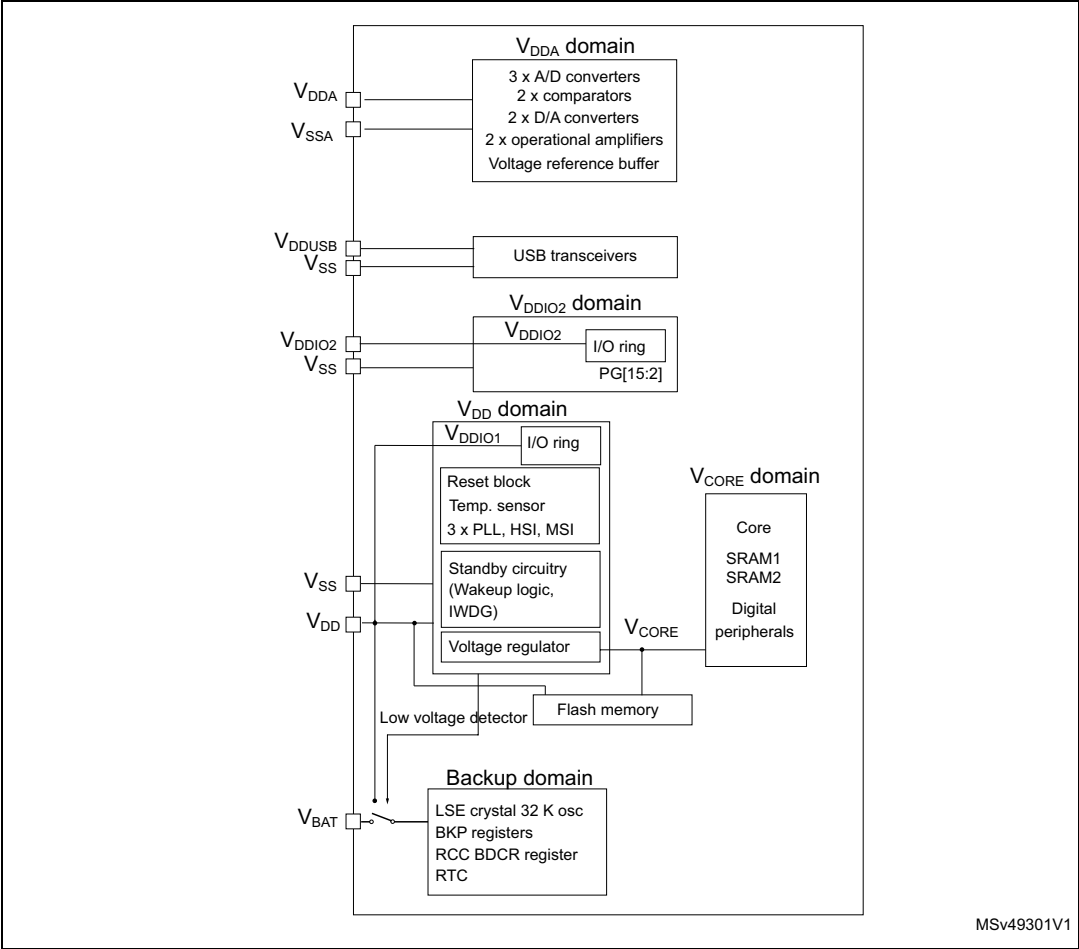 VDDA domain
VDDA
VSSA
3 x A/D converters
2 x comparators
2 x D/A converters
2 x operational amplifiers
Voltage reference buffer
VDDUSB
VSS
USB transceivers
VDDIO2 domain
VDDIO2
VSS
VDDIO2
I/O ring
PG[15:2]
VDD domain
VDDIO1
I/O ring
Reset block
Temp. sensor
3 x PLL, HSI, MSI
VSS
VDD
Standby circuitry
(Wakeup logic,
IWDG)
Voltage regulator
VCORE
VCORE domain
Core
SRAM1
SRAM2
Digital
peripherals
Flash memory
Low voltage detector
Backup domain
VBAT
LSE crystal 32 K osc
BKP registers
RCC BDCR register
RTC
MSv49301V1